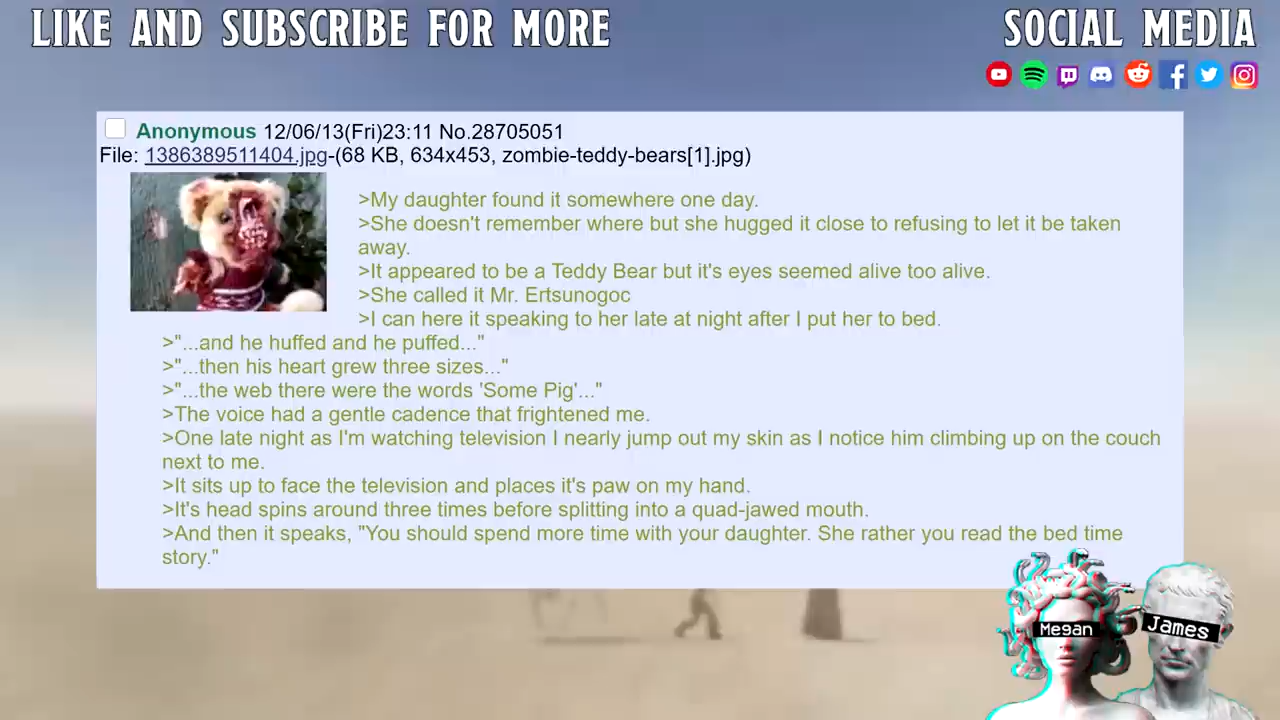 LIKE AND SUBSCRIBE FOR MORE
SOCIAL MEDIA
Anonymous 12/06/13(Fri)23:11 No.28705051
File: 1386389511404.jpg-(68 KB, 634x453, zombie-teddy-bears[1].jpg)
>My daughter found it somewhere one day.
>She doesn't remember where but she hugged it close to refusing to let it be taken
away.
>It appeared to be a Teddy Bear but it's eyes seemed alive too alive.
>She called it Mr. Ertsunogoc
>I can here it speaking to her late at night after I put her to bed.
>"...and he huffed and he puffed..."
>"...then his heart grew three sizes..."
>"...the web there were the words 'Some Pig'..."
>The voice had a gentle cadence that frightened me.
>One late night as I'm watching television I nearly jump out my skin as I notice him climbing up on the couch
next to me.
>It sits up to face the television and places it's paw on my hand.
>It's head spins around three times before splitting into a quad-jawed mouth.
>And then it speaks, "You should spend more time with your daughter. She rather you read the bed time
story."
Megan
James